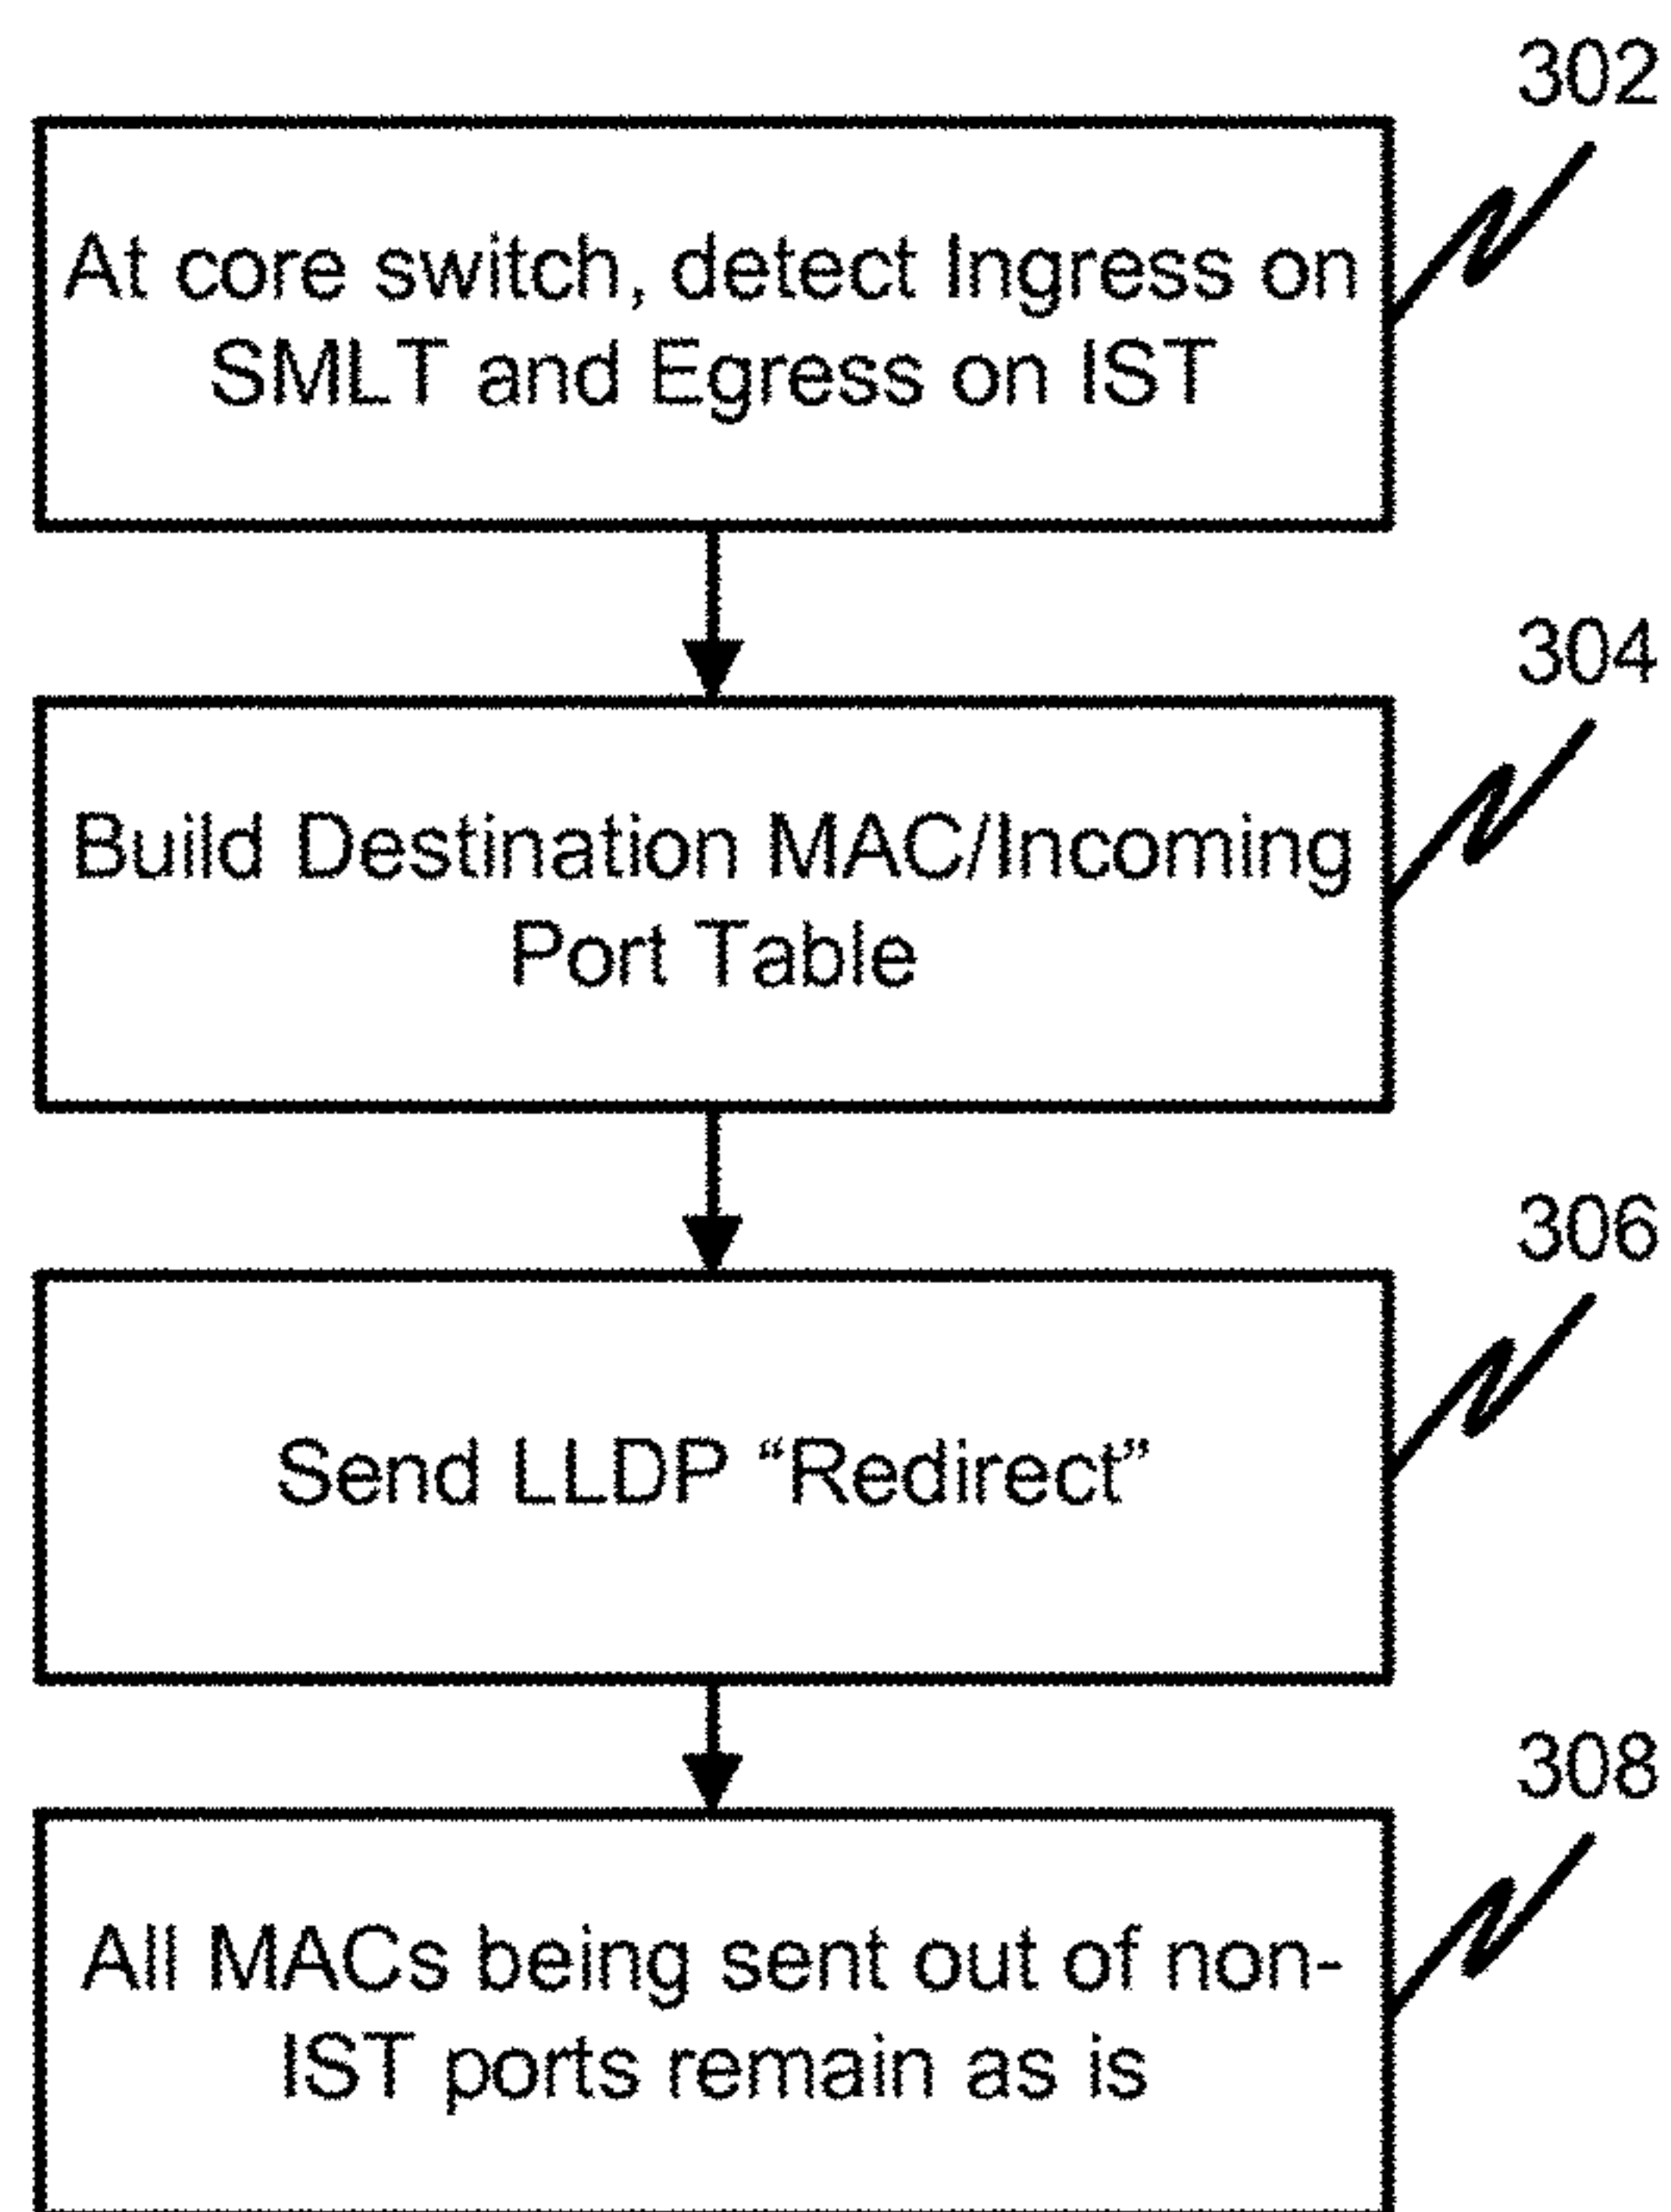 302
At core switch, detect Ingress on
SMLT and Egress on IST
304
Build Destination MAC/Incoming
Port Table
306
Send LLDP “Redirect”
308
All MACs being sent out of non-
IST ports remain as is